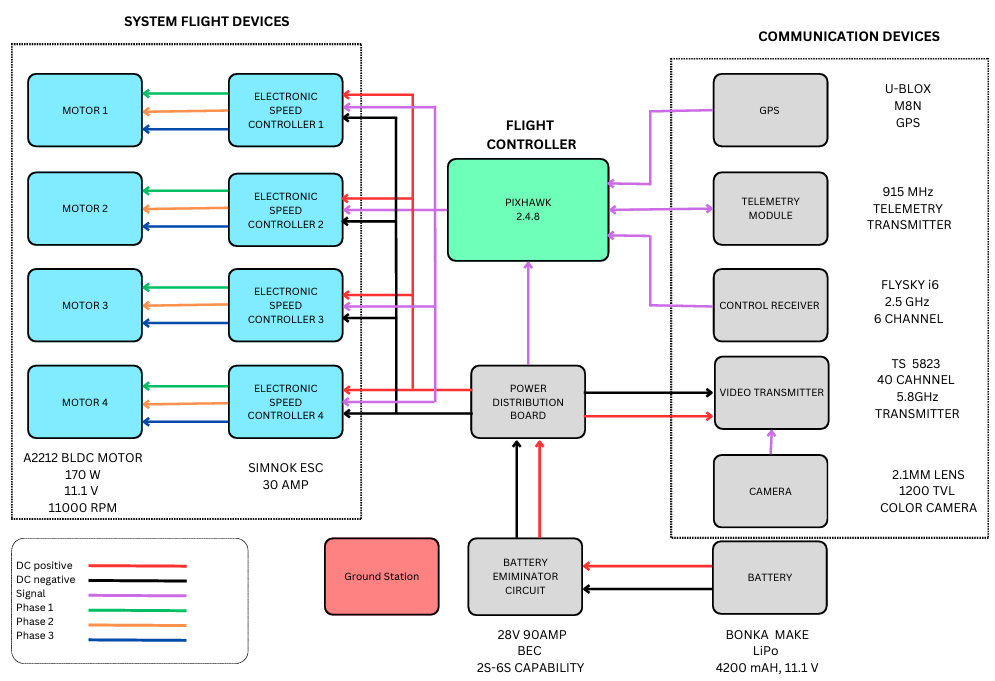 SYSTEM FLIGHT DEVICES
COMMUNICATION DEVICES
MOTOR 1
ELECTRONIC
SPEED
CONTROLLER 1
FLIGHT
CONTROLLER
GPS
U-BLOX
M8N
GPS
MOTOR 2
ELECTRONIC
SPEED
CONTROLLER 2
PIXHAWK
2.4.8
TELEMETRY
MODULE
915 MHz
TELEMETRY
TRANSMITTER
MOTOR 3
ELECTRONIC
SPEED
CONTROLLER 3
CONTROL RECEIVER
FLYSKY i6
2.5 GHz
6 CHANNEL
MOTOR 4
ELECTRONIC
SPEED
CONTROLLER 4
POWER
DISTRIBUTION
BOARD
VIDEO TRANSMITTER
TS 5823
40 CAHNNEL
5.8GHz
TRANSMITTER
A2212 BLDC MOTOR
170 W
11.1 V
11000 RPM
SIMNOK ESC
30 AMP
CAMERA
2.1MM LENS
1200 TVL
COLOR CAMERA
DC positive
DC negative
Signal
Phase 1
Phase 2
Phase 3
Ground Station
BATTERY
EMIMINATOR
CIRCUIT
BATTERY
28V 90AMP
BEC
2S-6S CAPABILITY
BONKA MAKE
LiPo
4200 mAH, 11.1 V